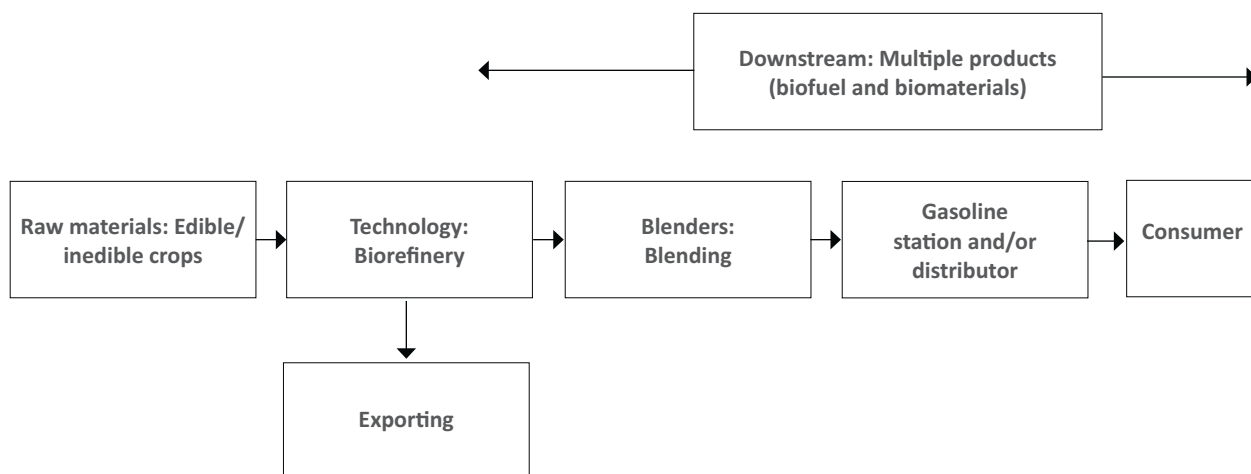 Downstream: Multiple products
(biofuel and biomaterials)
Raw materials: Edible/
inedible crops
Technology:
Biorefinery
Blenders:
Blending
Gasoline
station and/or
distributor
Consumer
Exporting